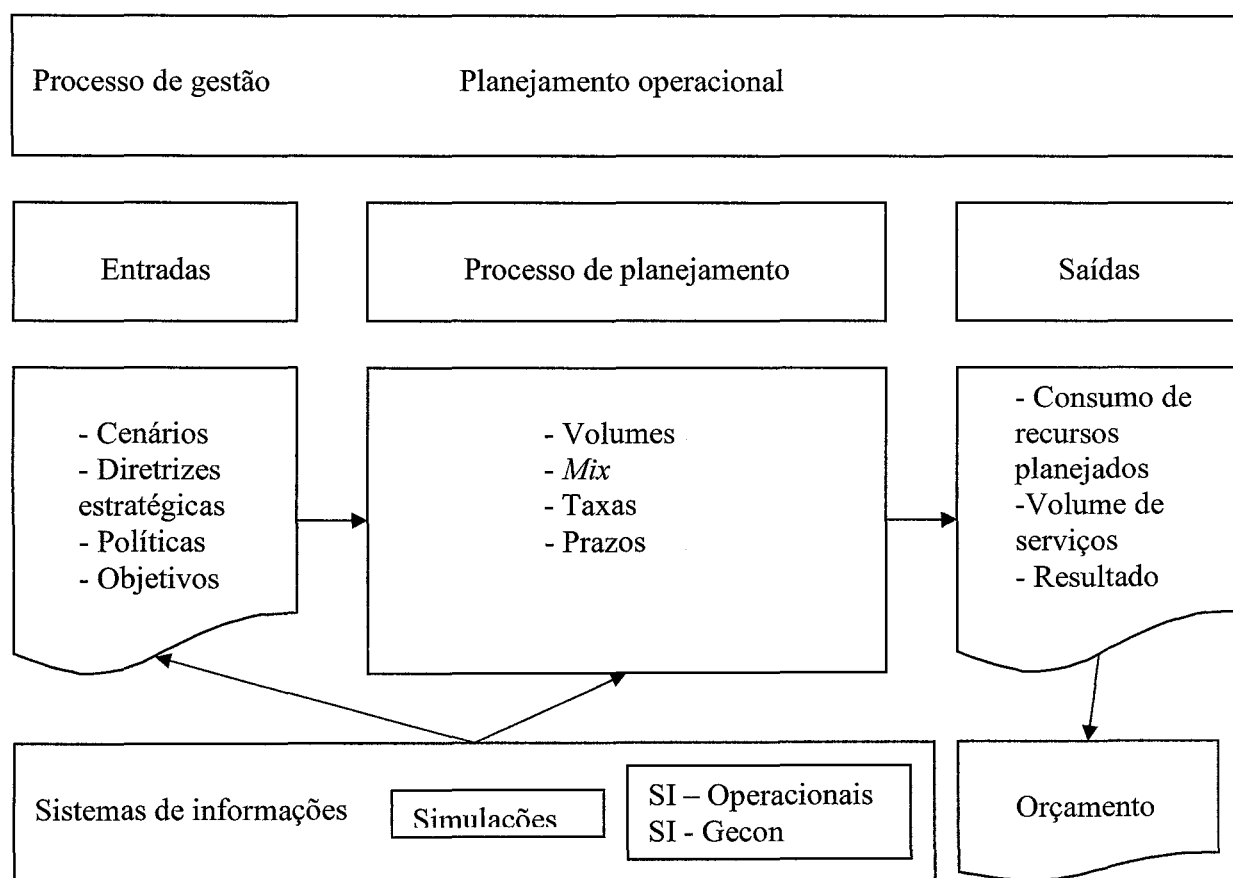 Processo de gestão Planejamento operacional
Entradas
Processo de planejamento
Saídas
- Cenários
- Diretrizes
estratégicas
- Políticas
- Objetivos
- Volumes
- Mix
- Taxas
- Prazos
- Consumo de
recursos
planejados
-Volume de
serviços
- Resultado
Sistemas de informações
Simulações
SI – Operacionais
SI - Gecon
Orçamento